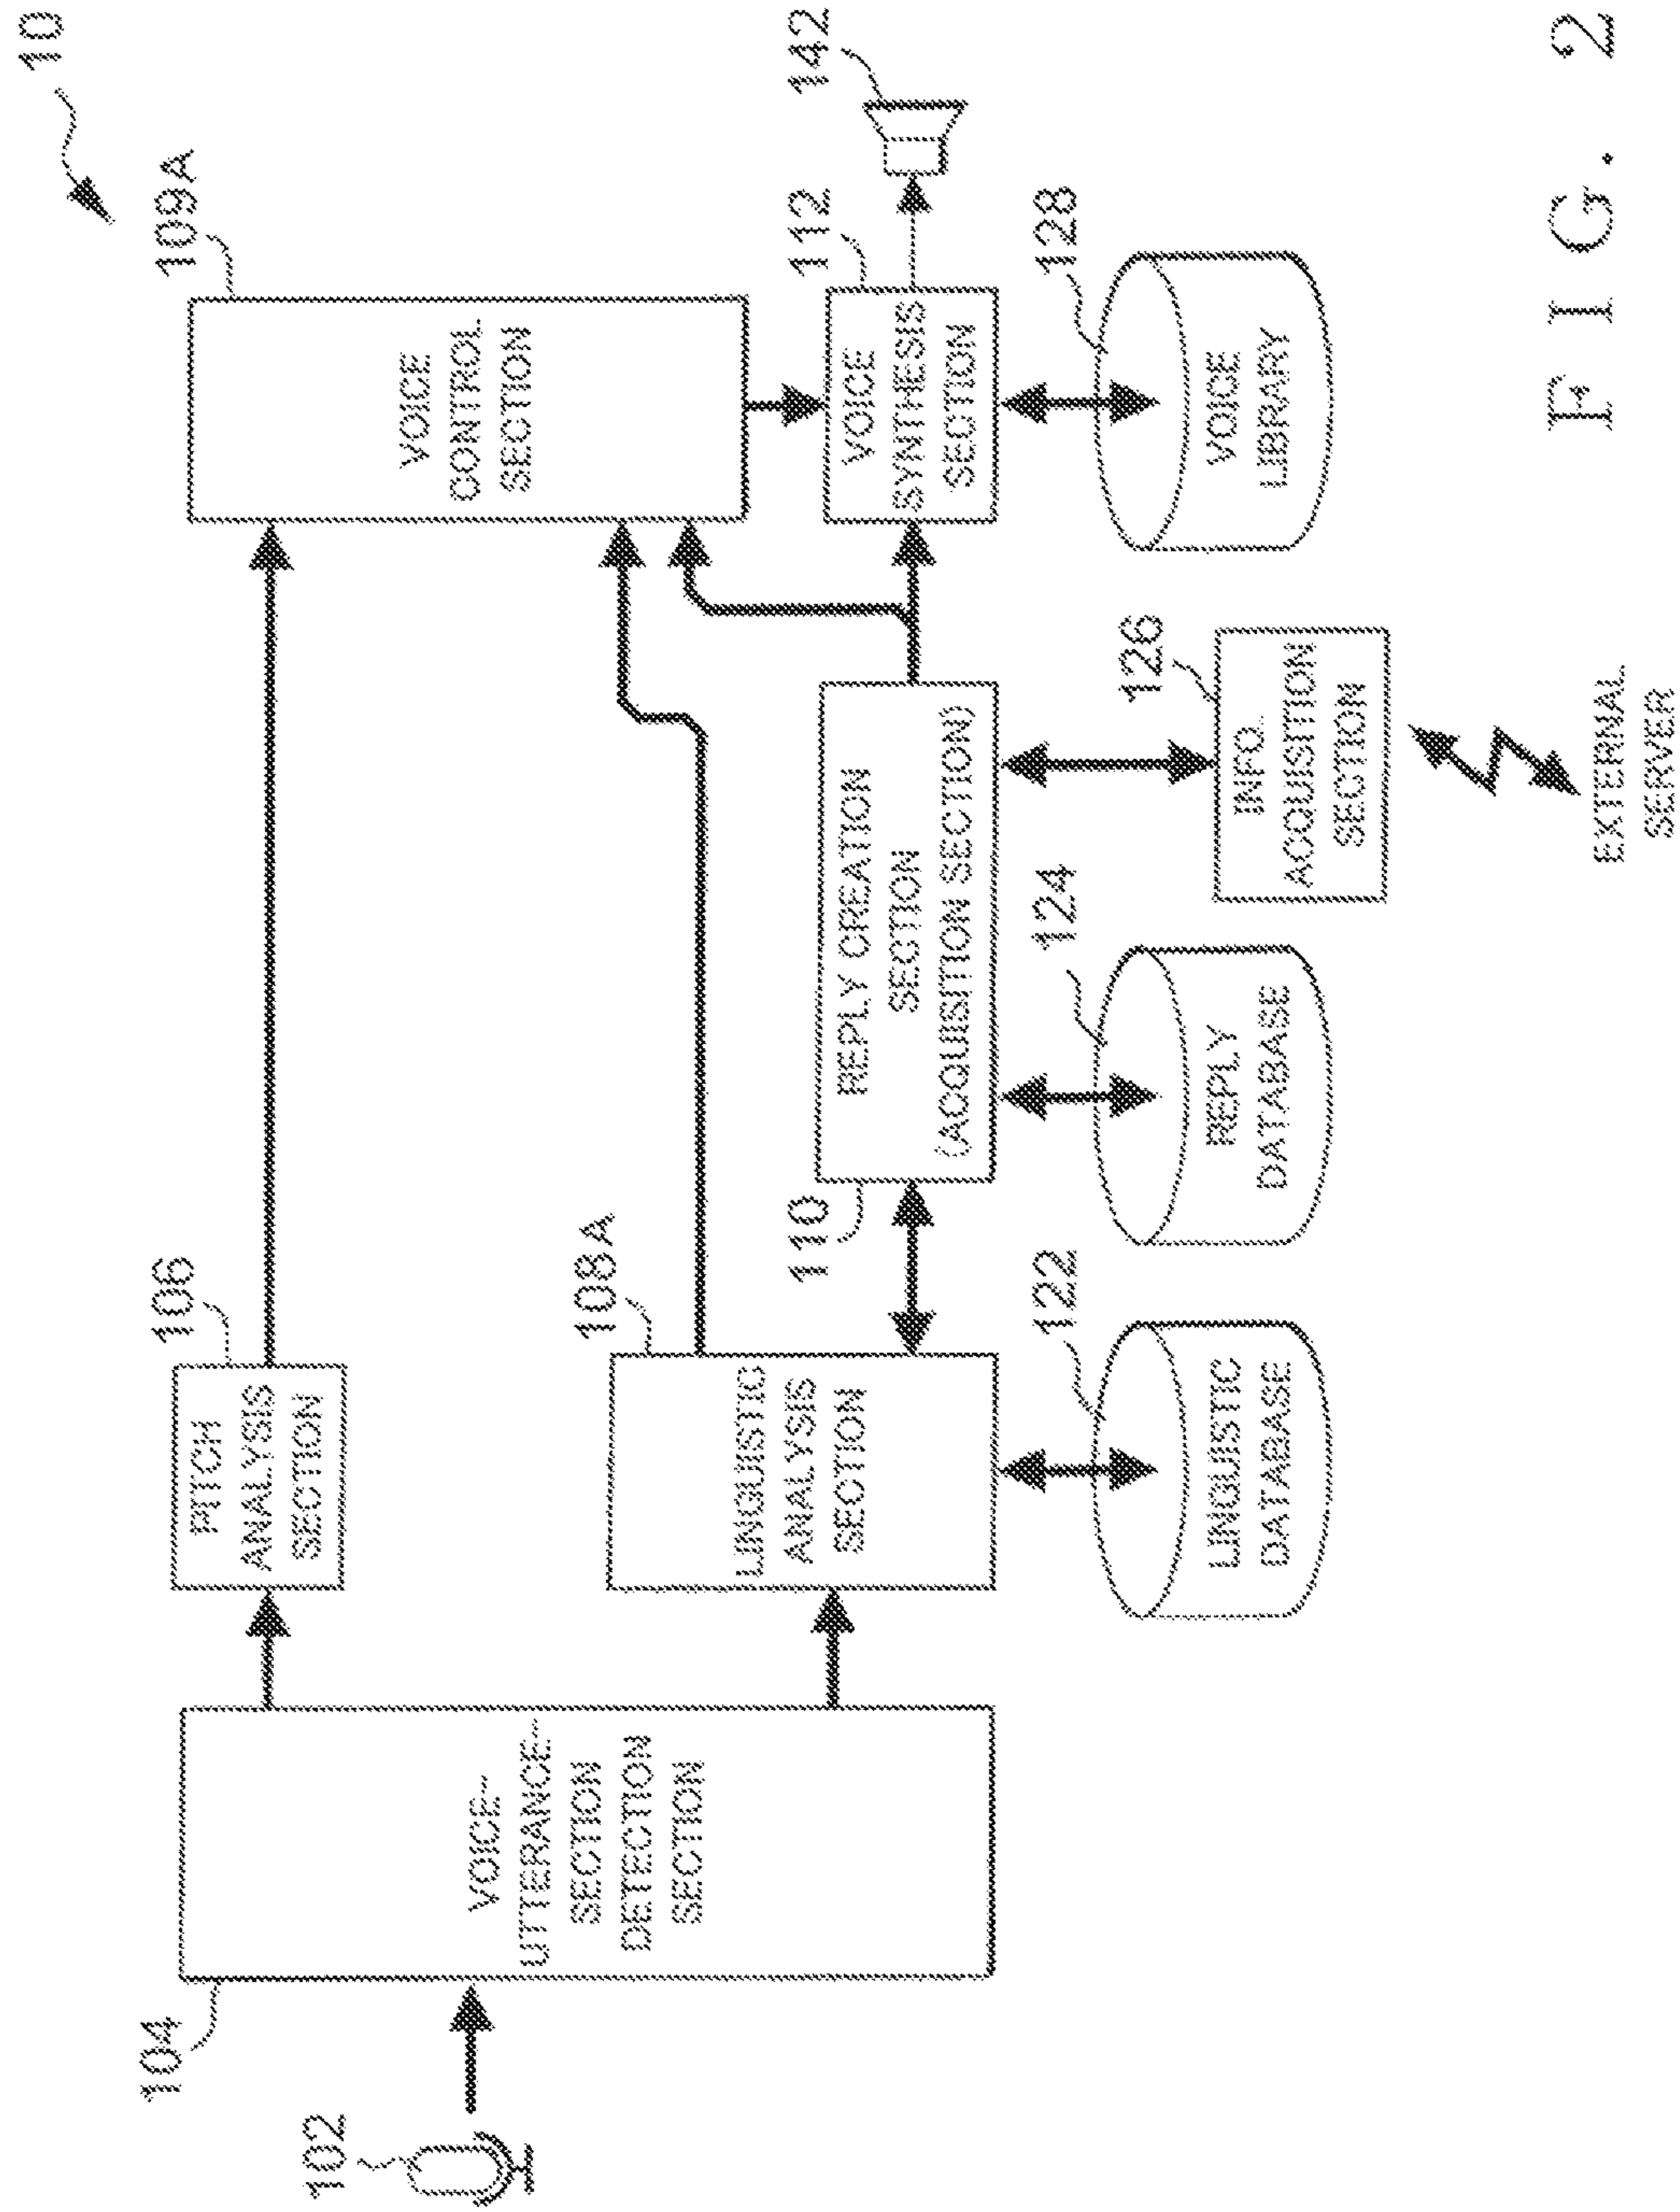 10
102
104
VOICE-
UTTERANCE-
SECTION
DETECTION
SECTION
106
PITCH
ANALYSIS
SECTION
108A
LINGUISTIC
ANALYSIS
SECTION
109A
VOICE
CONTROL
SECTION
110
REPLY CREATION
SECTION
(ACQUISITION SECTION)
112
VOICE
SYNTHESIS
SECTION
142
122
LINGUISTIC
DATABASE
124
REPLY
DATABASE
126
INFO.
ACQUISITION
SECTION
128
VOICE
LIBRARY
EXTERNAL
SERVER
FIG. 2